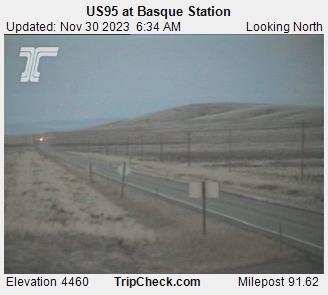 US95 at Basque Station
Updated: Nov 30 2023 6:34 AM Looking North
Elevation 4460 TripCheck.com Milepost 91.62